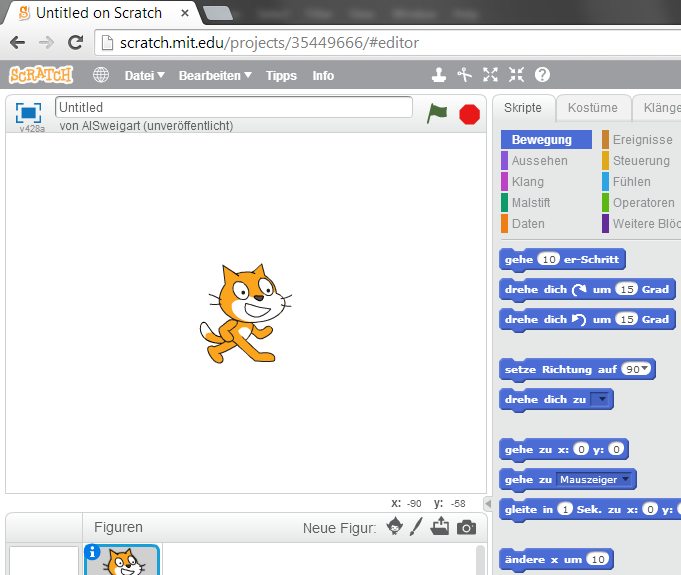 Untitled on Scratch
scratch.mit.edu/projects/35449666/#editor
SCRATCH Datei Bearbeiten Tipps Info
Untitled
von AlSweigart (unveröffentlicht)
v428a
Skripte Kostüme Klänge
Bewegung Ereignisse
Aussehen Steuerung
Klang Fühlen
Malstift Operatoren
Daten Weitere Blöc
gehe 10 er-Schritt
drehe dich um 15 Grad
drehe dich um 15 Grad
setze Richtung auf 90
drehe dich zu
gehe zu x: 0 y: 0
gehe zu Mauszeiger
gleite in 1 Sek. zu x: 0 y:
ändere x um 10
x: -90 y: -58
Figuren Neue Figur: